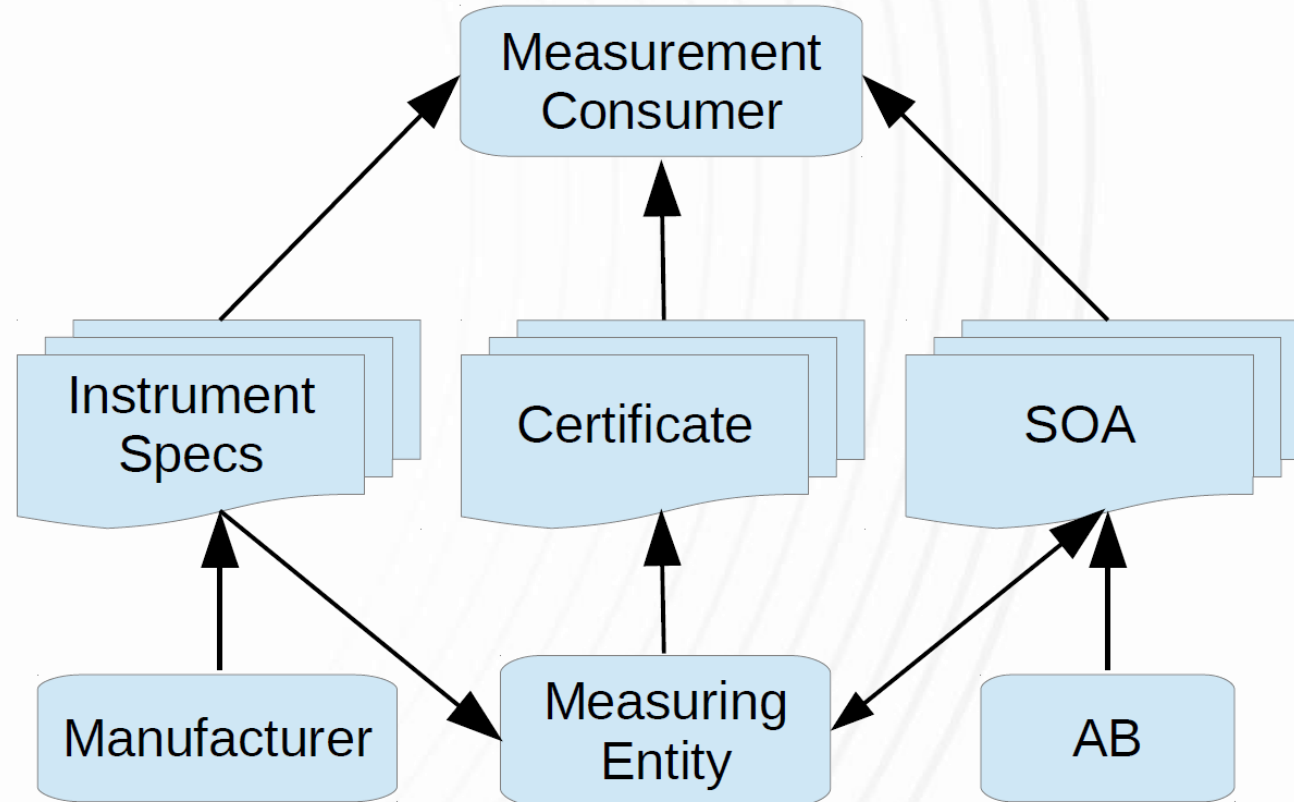 Measurement
Consumer
Instrument
Specs
Certificate
SOA
Manufacturer
Measuring
Entity
AB